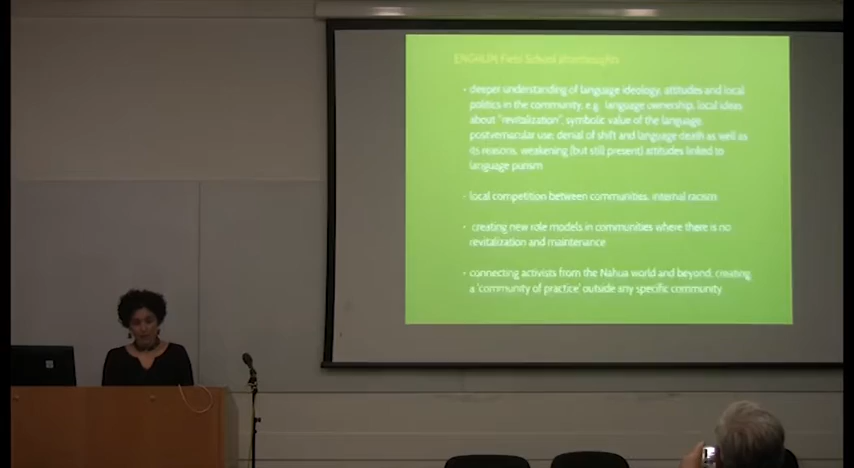 ENGHUM Field School afterthoughts
• deeper understanding of language ideology, attitudes and local
politics in the community, e.g. language ownership, local ideas
about "revitalization", symbolic value of the language,
postvernacular use; denial of shift and language death as well as
its reasons, weakening (but still present) attitudes linked to
language purism
• local competition between communities, internal racism
• creating new role models in communities where there is no
revitalization and maintenance
• connecting activists from the Nahua world and beyond, creating
a 'community of practice' outside any specific community